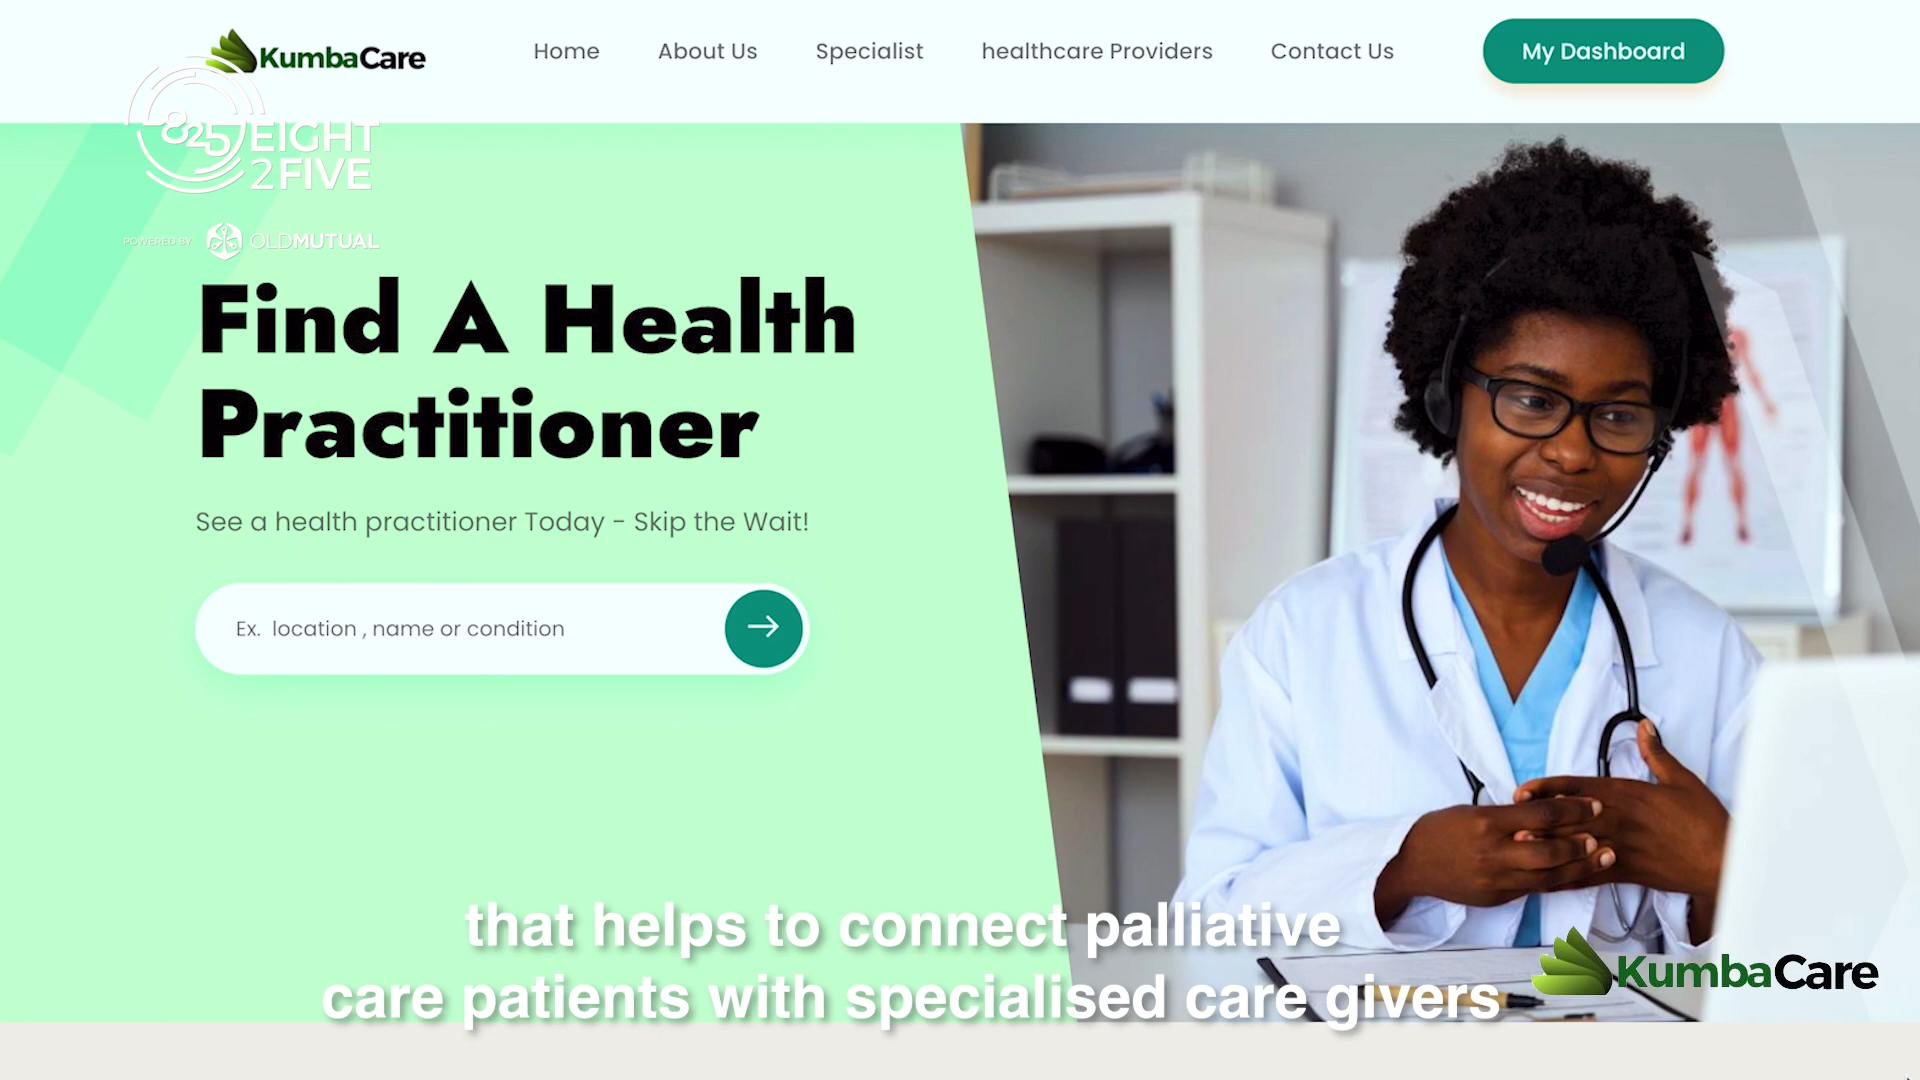 KumbaCare
Home
About Us
Specialist
healthcare Providers
Contact Us
My Dashboard
825
EIGHT
2FIVE
POWERED BY
OLDMUTUAL
Find A Health
Practitioner
See a health practitioner Today - Skip the Wait!
Ex. location , name or condition
that helps to connect palliative
care patients with specialised care givers
KumbaCare